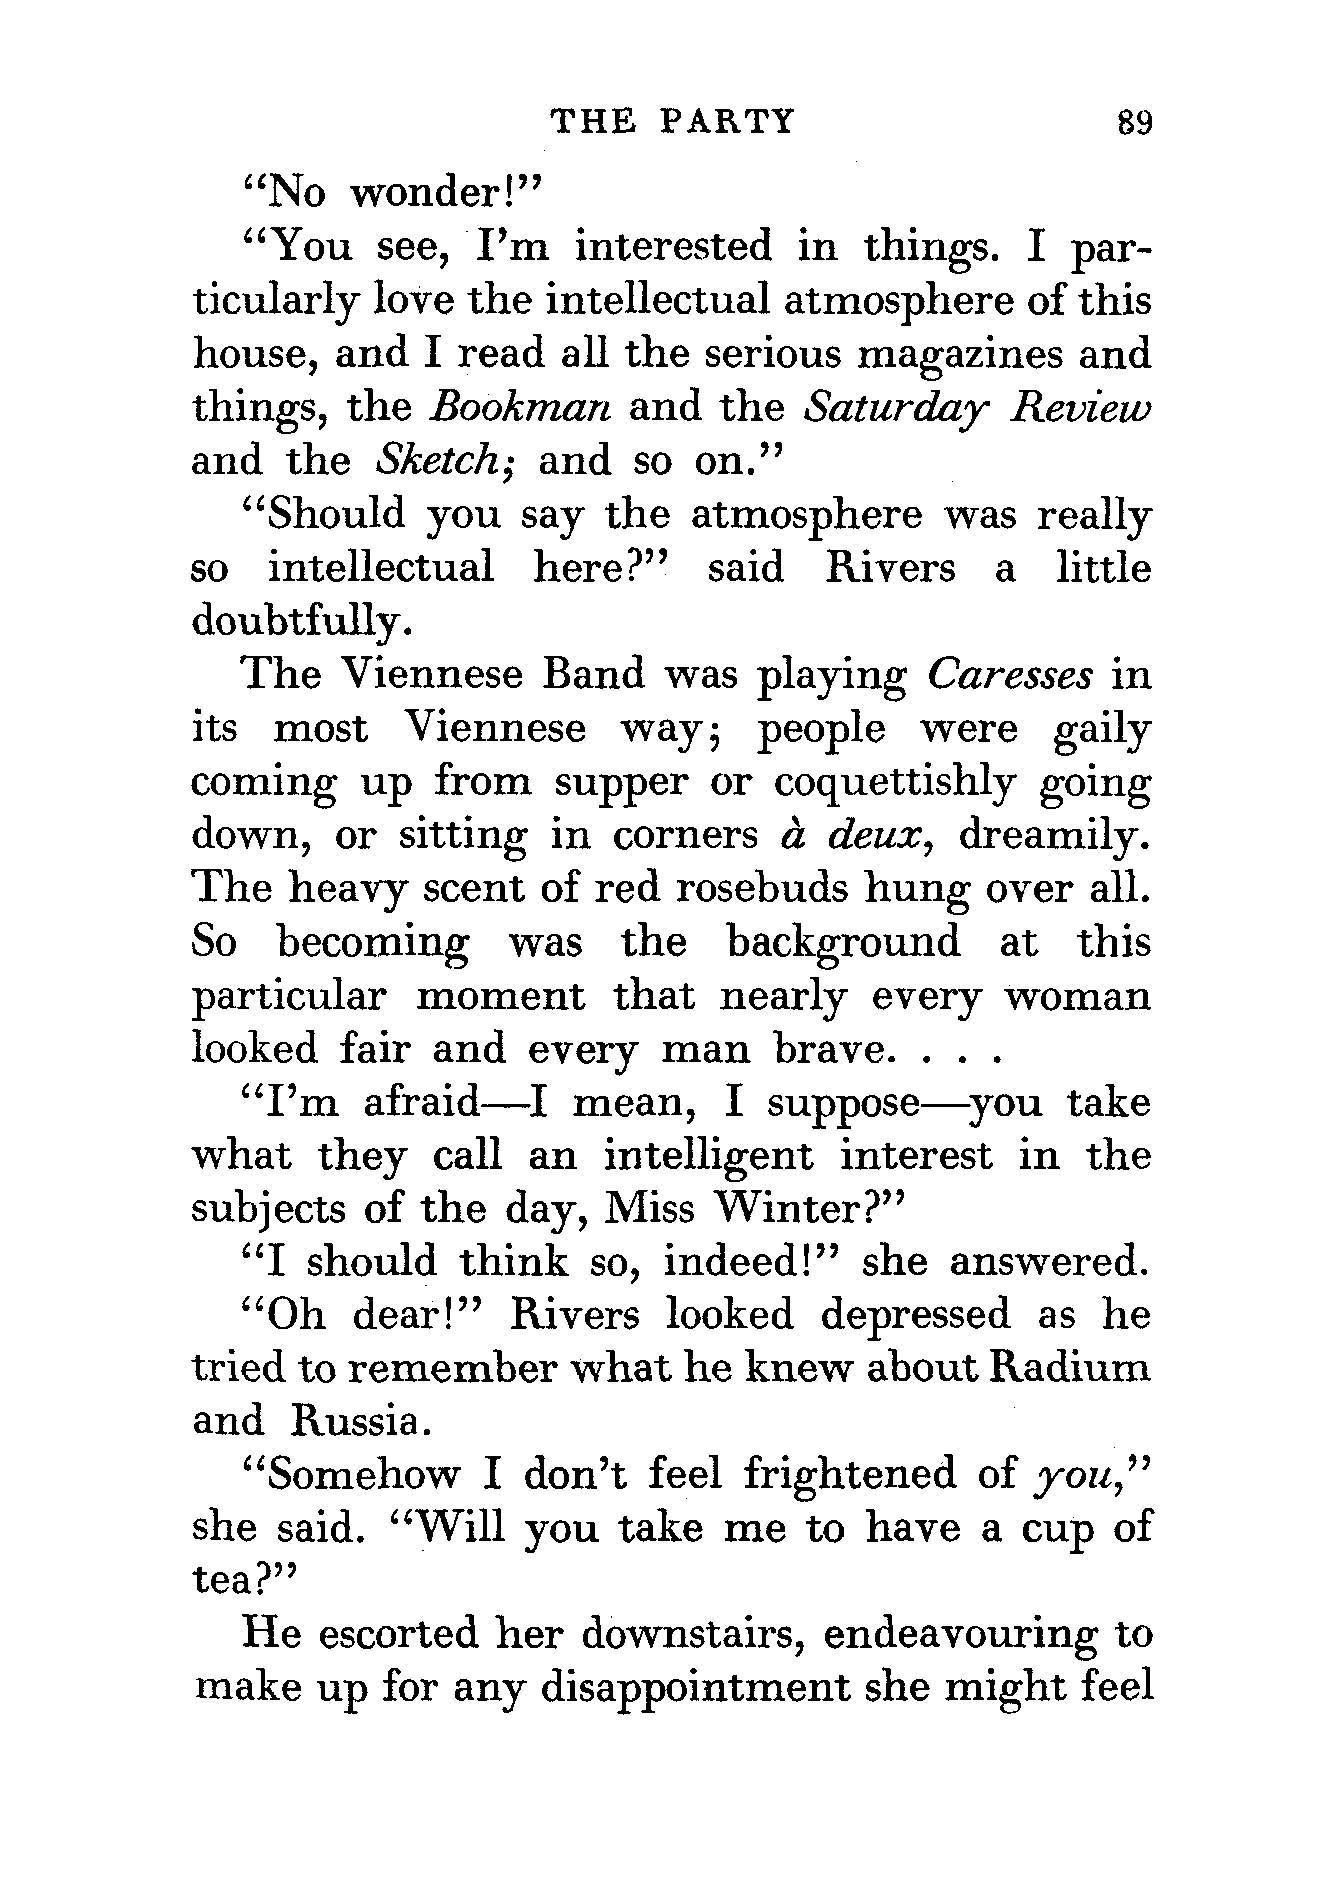 THE PARTY 89
“No wonder!”
“You see, I’m interested in things. I par-
ticularly love the intellectual atmosphere of this
house, and I read all the serious magazines and
things, the Bookman and the Saturday Review
and the Sketch; and so on.”
“Should you say the atmosphere was really
so intellectual here?” said Rivers a little
doubtfully.
The Viennese Band was playing Caresses in
its most Viennese way; people were gaily
coming up from supper or coquettishly going
down, or sitting in corners à deux, dreamily.
The heavy scent of red rosebuds hung over all.
So becoming was the background at this
particular moment that nearly every woman
looked fair and every man brave. . . .
“I’m afraid—I mean, I suppose—you take
what they call an intelligent interest in the
subjects of the day, Miss Winter?”
“I should think so, indeed!” she answered.
“Oh dear!” Rivers looked depressed as he
tried to remember what he knew about Radium
and Russia.
“Somehow I don’t feel frightened of you,”
she said. “Will you take me to have a cup of
tea?”
He escorted her downstairs, endeavouring to
make up for any disappointment she might feel